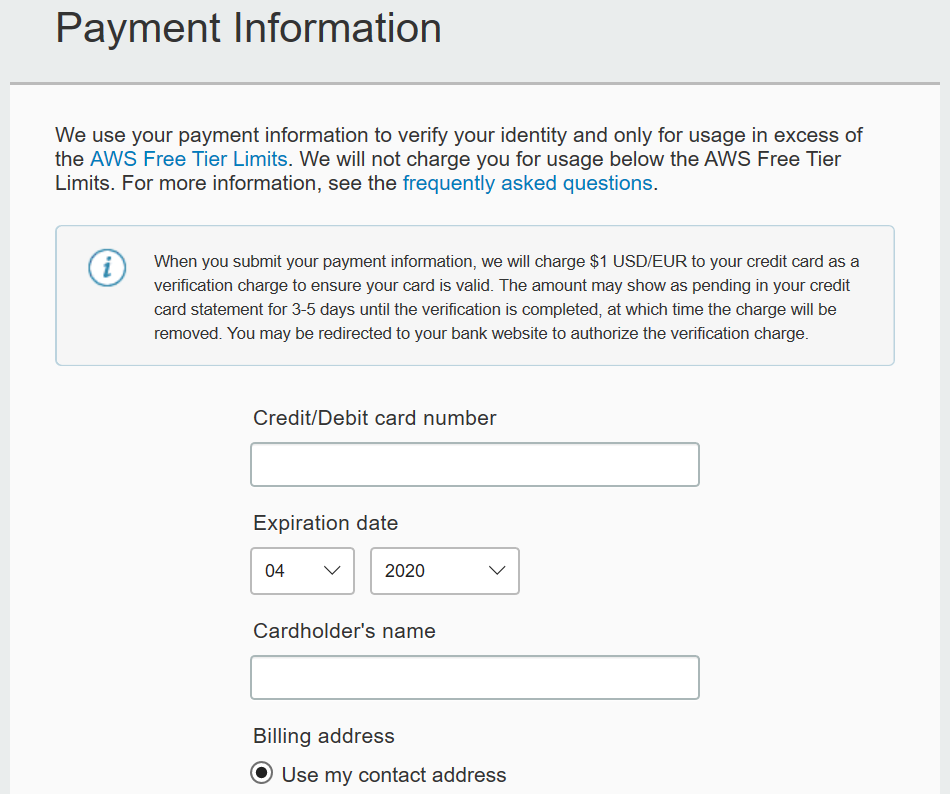 Payment Information
We use your payment information to verify your identity and only for usage in excess of
the AWS Free Tier Limits. We will not charge you for usage below the AWS Free Tier
Limits. For more information, see the frequently asked questions.
When you submit your payment information, we will charge $1 USD/EUR to your credit card as a
verification charge to ensure your card is valid. The amount may show as pending in your credit
card statement for 3-5 days until the verification is completed, at which time the charge will be
removed. You may be redirected to your bank website to authorize the verification charge.
Credit/Debit card number
Expiration date
04 2020
Cardholder's name
Billing address
Use my contact address